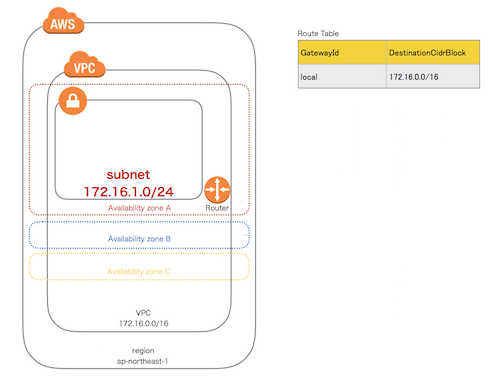 AWS
VPC
subnet
172.16.1.0/24
Router
Availability zone A
Availability zone B
Availability zone C
VPC
172.16.0.0/16
region
ap-northeast-1
Route Table
GatewayId DestinationCidrBlock
local 172.16.0.0/16